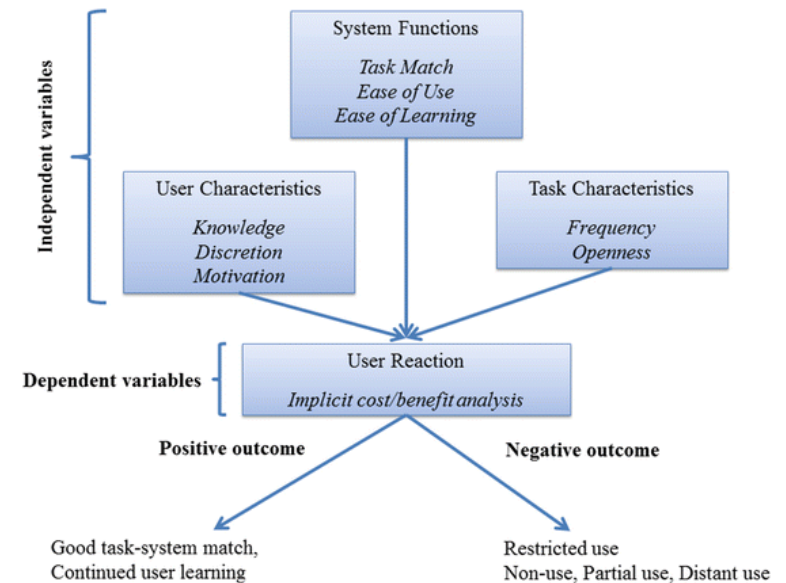 System Functions
Task Match
Ease of Use
Ease of Learning
Independent variables
User Characteristics
Knowledge
Discretion
Motivation
Task Characteristics
Frequency
Openness
Dependent variables
User Reaction
Implicit cost/benefit analysis
Positive outcome
Negative outcome
Good task-system match,
Continued user learning
Restricted use
Non-use, Partial use, Distant use